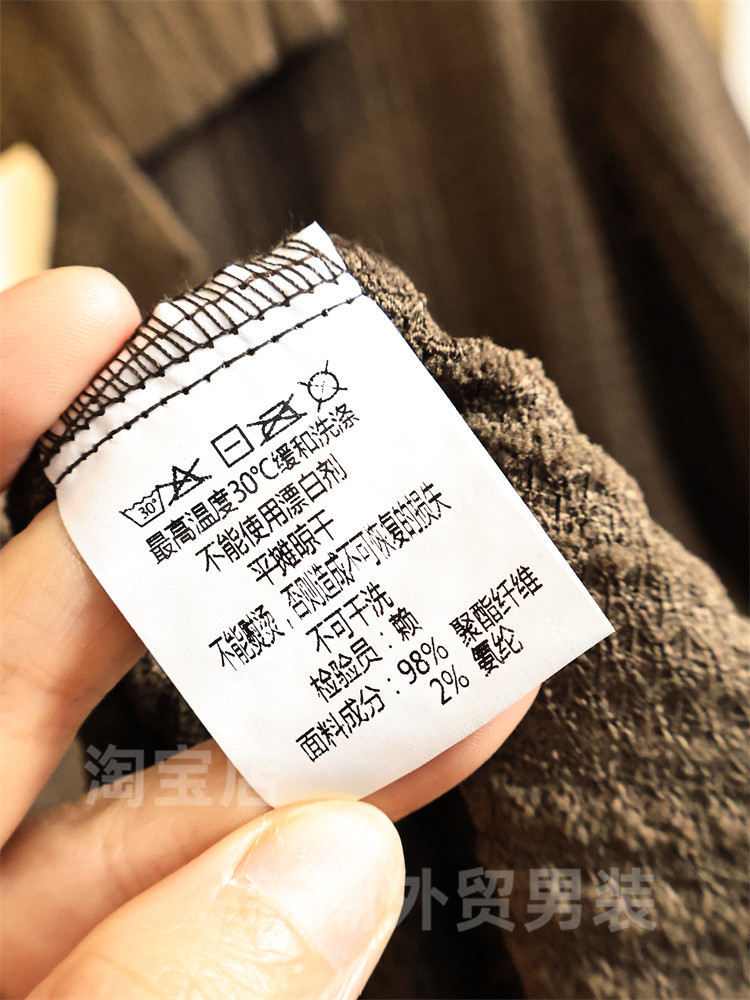 30°
最高温度30℃缓和洗涤
不能使用漂白剂
平摊晾干
不能熨烫，否则造成不可恢复的损失
不可干洗
检验员：赖
面料成分：98% 聚酯纤维
2% 氨纶
淘宝店
外贸男装